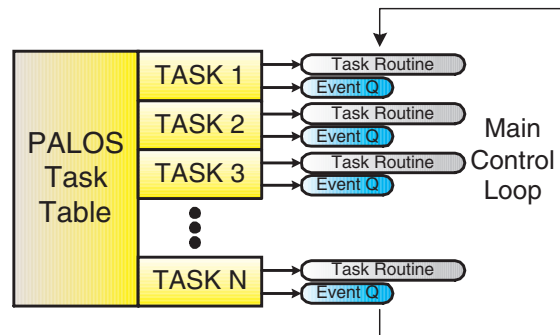 PALOS
Task
Table
TASK 1
Task Routine
Event Q
TASK 2
Task Routine
Event Q
TASK 3
Task Routine
Event Q
TASK N
Task Routine
Event Q
Main
Control
Loop